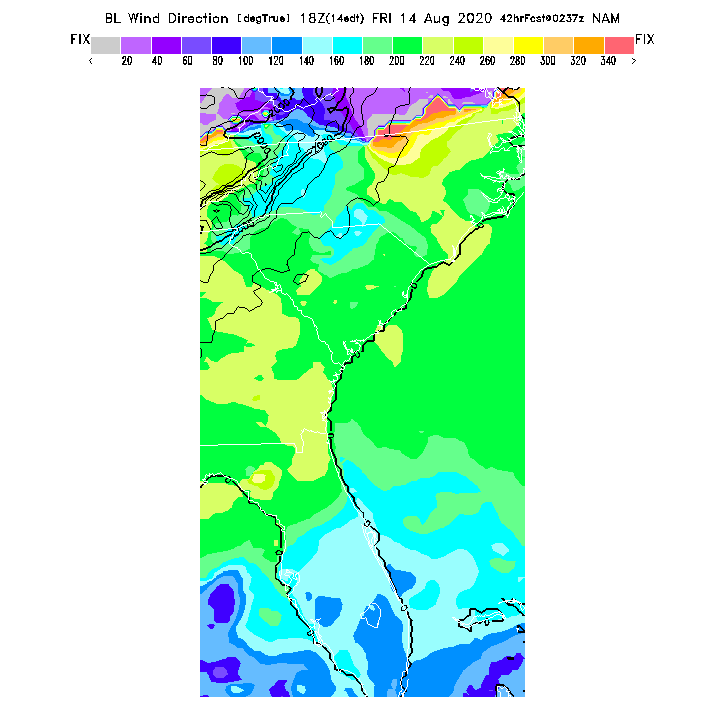 BL Wind Direction [degTrue] 18Z(14edt) FRI 14 Aug 2020 42hrFcst@0237z NAM
FIX FIX
< 20 40 60 80 100 120 140 160 180 200 220 240 260 280 300 320 340 >